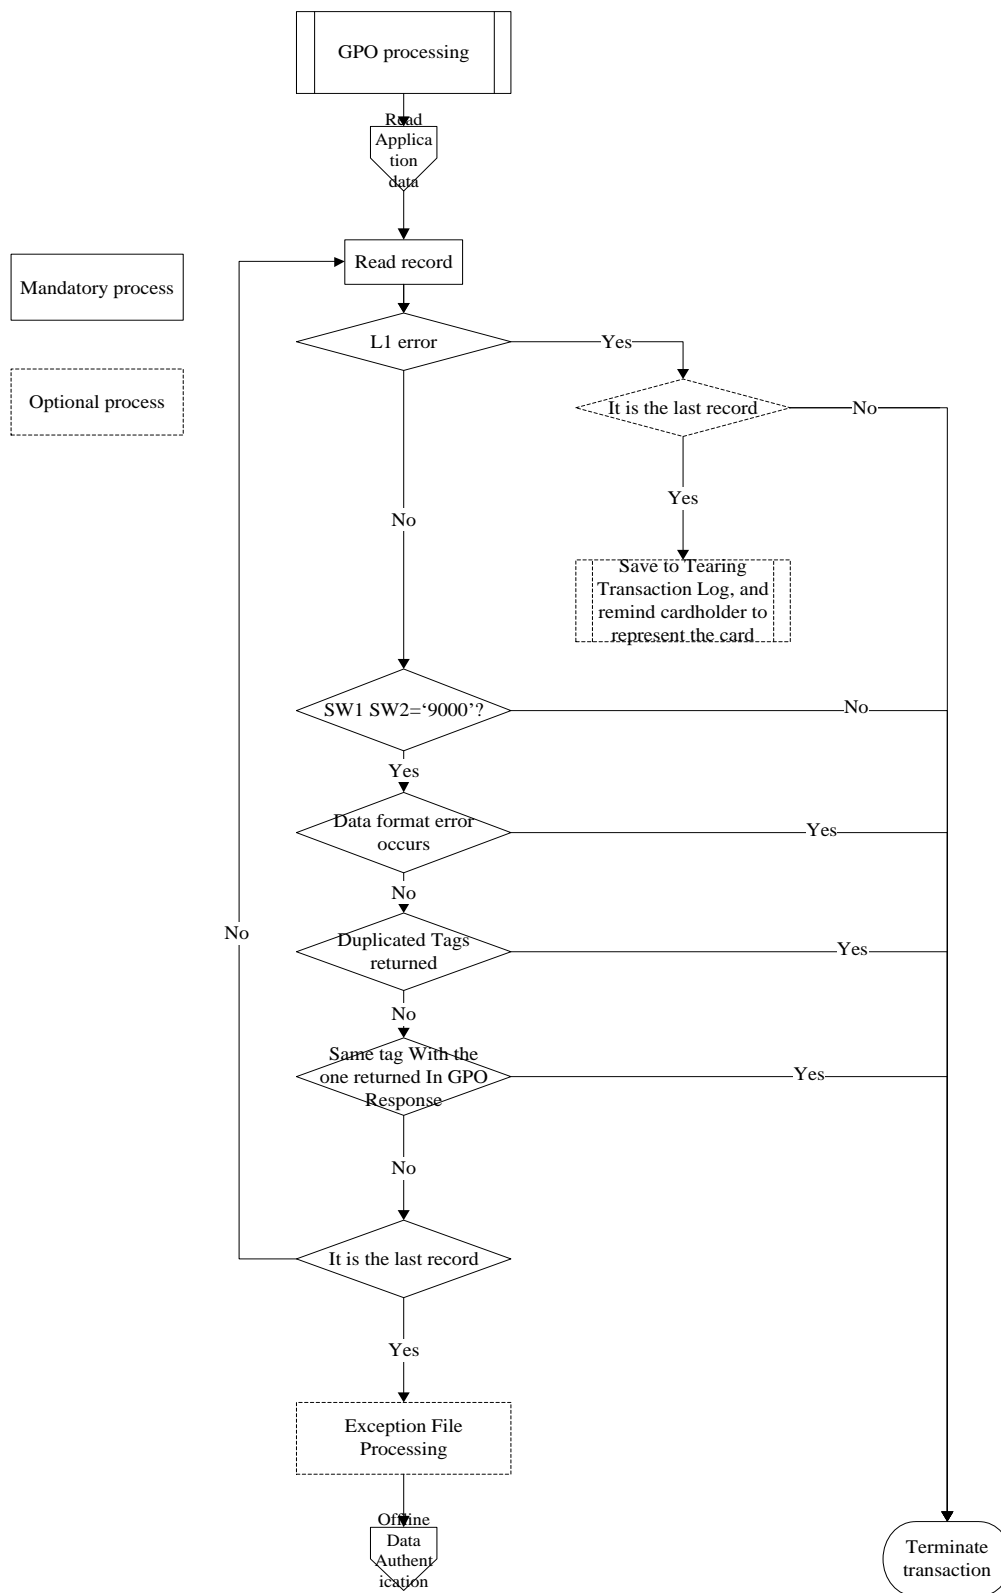 GPO processing
Read
Applica
tion
data
Read record
Mandatory process
L1 error
Yes
Optional process
It is the last record
No
Yes
No
Save to Tearing
Transaction Log, and
remind cardholder to
represent the card
SW1 SW2=‘9000’?
No
Yes
Data format error
occurs
Yes
No
No
Duplicated Tags
returned
Yes
No
Same tag With the
one returned In GPO
Response
Yes
No
It is the last record
Yes
Exception File
Processing
Offline
Data
Authent
ication
Terminate
transaction